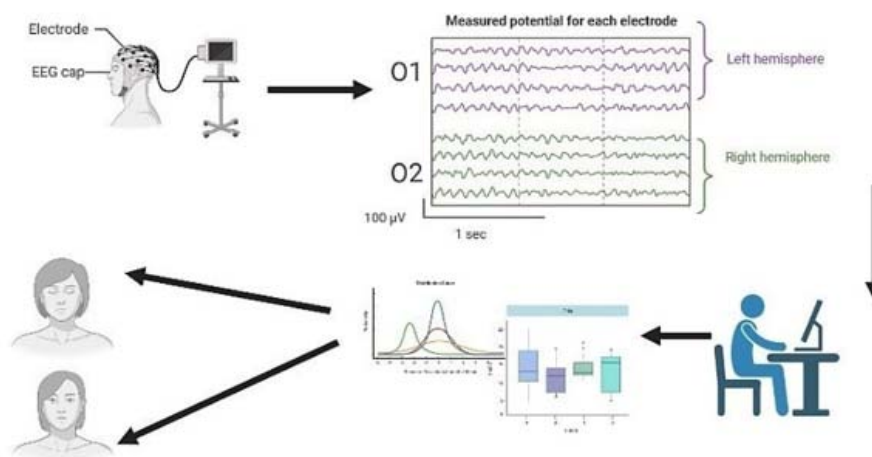 Electrode
EEG cap
Measured potential for each electrode
O1
Left hemisphere
O2
Right hemisphere
100 μV
1 sec